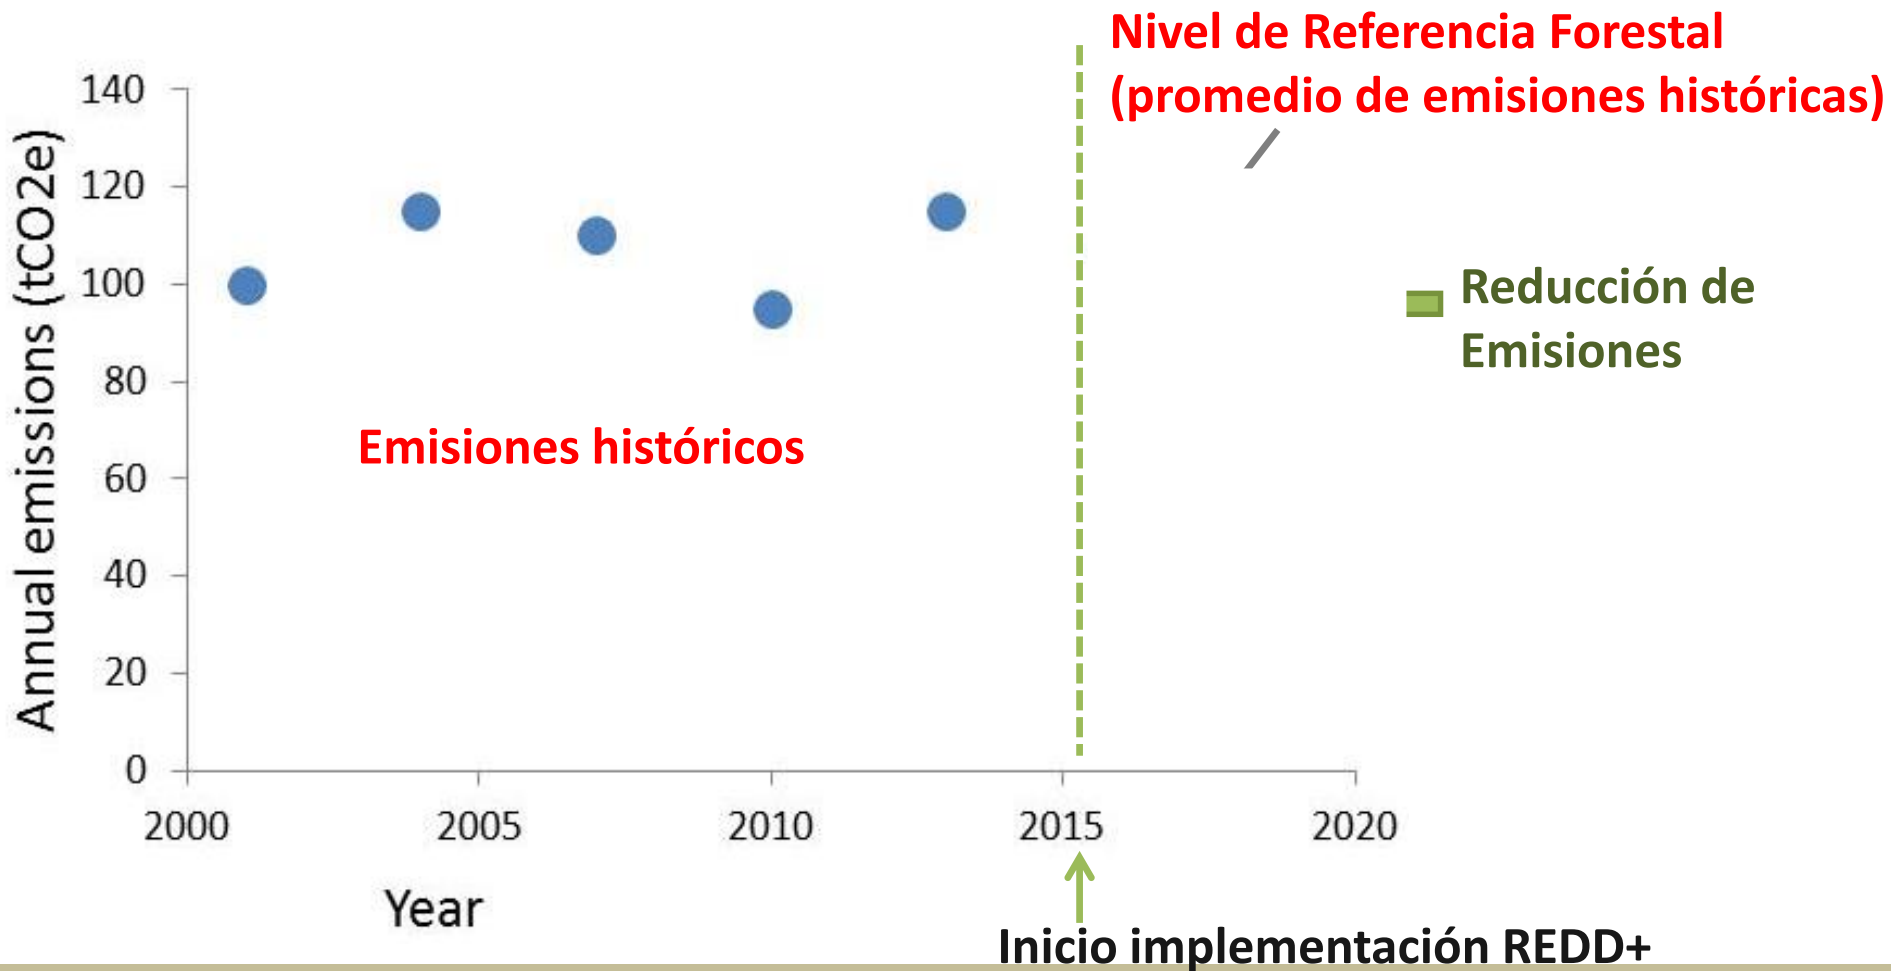 Nivel de Referencia Forestal
(promedio de emisiones históricas)
140
120
100
80
60
40
20
0
Annual emissions (tCO2e)
Reducción de
Emisiones
Emisiones históricos
2000
2005
2010
2015
2020
Year
Inicio implementación REDD+